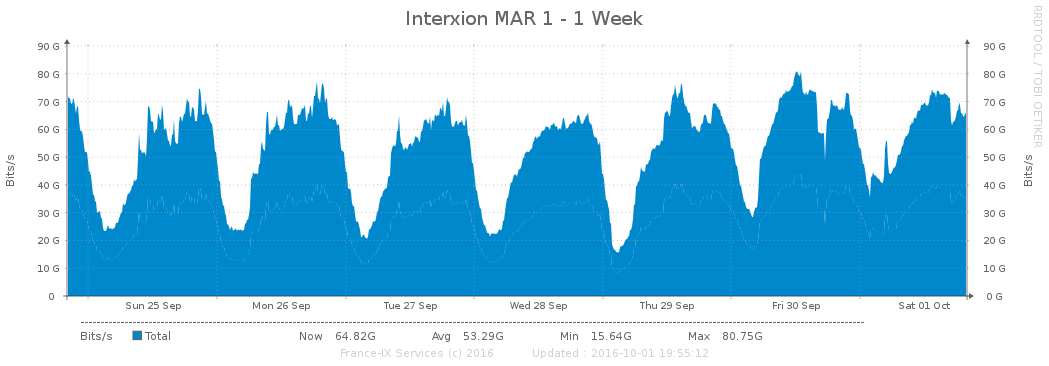 Interxion MAR 1 - 1 Week
RRDTOOL / TOBI OETIKER
90 G 90 G
80 G 80 G
70 G 70 G
60 G 60 G
50 G 50 G
40 G 40 G
30 G 30 G
20 G 20 G
10 G 10 G
0 0 G
Bits/s
Bits/s
Sun 25 Sep Mon 26 Sep Tue 27 Sep Wed 28 Sep Thu 29 Sep Fri 30 Sep Sat 01 Oct
Bits/s Total Now 64.82G Avg 53.29G Min 15.64G Max 80.75G
France-IX Services (c) 2016 Updated : 2016-10-01 19:55:12